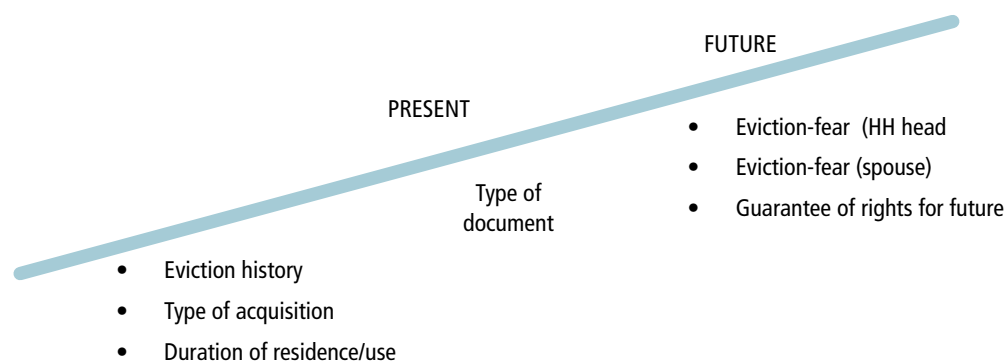 FUTURE
PRESENT
• Eviction-fear (HH head
• Eviction-fear (spouse)
• Guarantee of rights for future
Type of
document
• Eviction history
• Type of acquisition
• Duration of residence/use